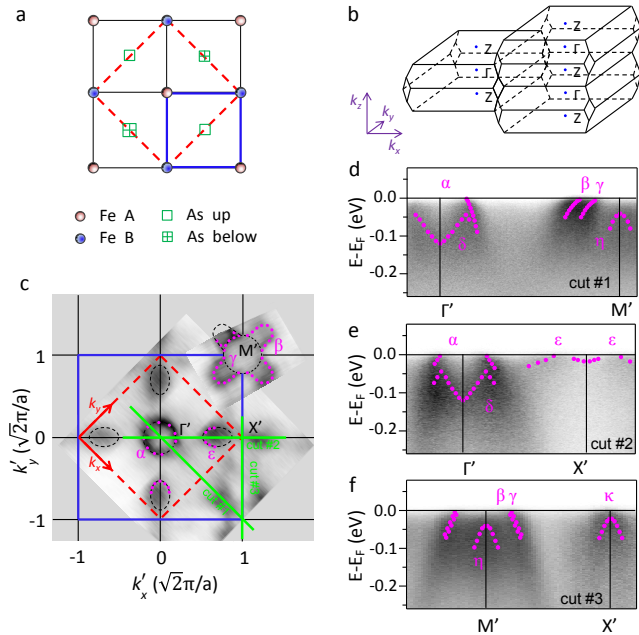 a
Fe A
As up
Fe B
As below
b
Z
Γ
Z
Z
Γ
Z
Γ
Z
k_z
k_y
k_x
c
M'
β
γ
Γ'
X'
α
ε
cut #2
cut #3
cut #1
k_y
k_x
1
0
-1
k'_y (√2π/a)
-1
0
1
k'_x (√2π/a)
d
α
β γ
δ
η
cut #1
0.0
-0.1
-0.2
E-E_F (eV)
Γ'
M'
e
α
ε
ε
cut #2
0.0
-0.1
-0.2
E-E_F (eV)
Γ'
X'
f
β γ
κ
η
cut #3
0.0
-0.1
-0.2
E-E_F (eV)
M'
X'